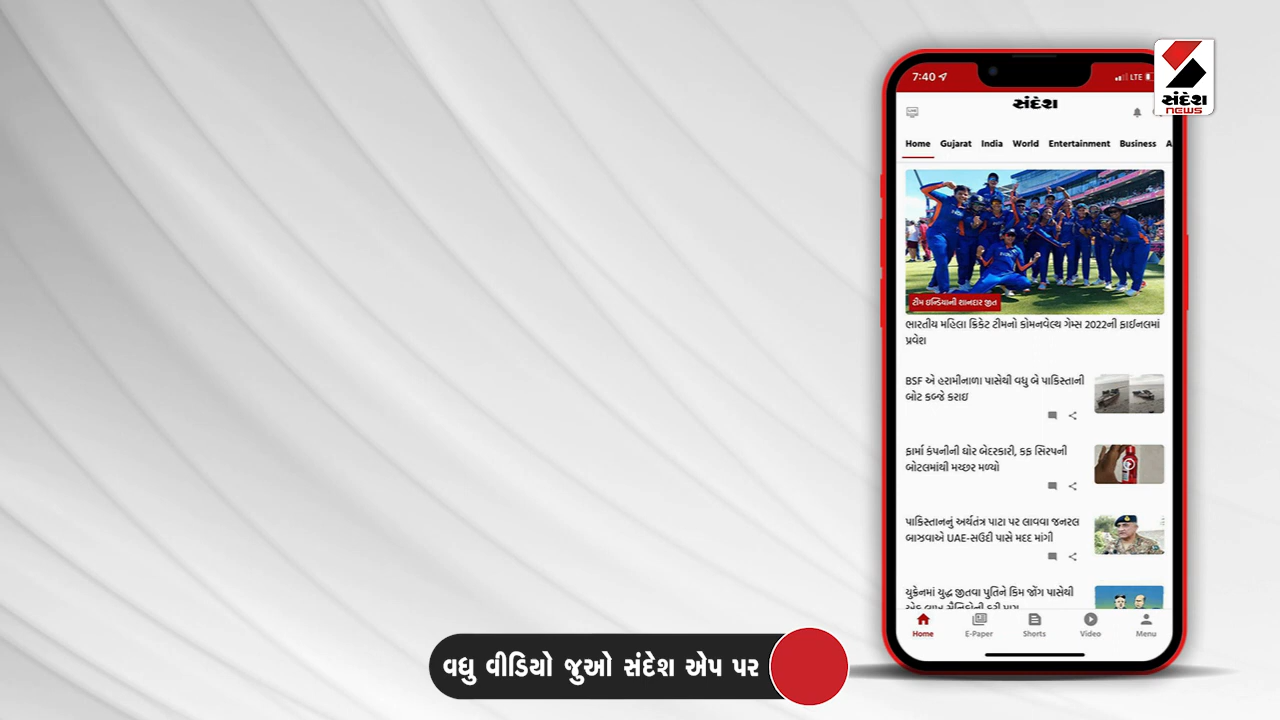 7:40
LTE
સંદેશ
સંદેશ
NEWS
Home Gujarat India World Entertainment Business A
ટીમ ઇન્ડિયાની શાનદાર જીત
ભારતીય મહિલા ક્રિકેટ ટીમનો કોમનવેલ્થ ગેમ્સ 2022ની ફાઈનલમાં
પ્રવેશ
BSF એ હરામીનાળા પાસેથી વધુ બે પાકિસ્તાની
બોટ કબ્જે કરાઇ
ફાર્મા કંપનીની ઘોર બેદરકારી, કફ સિરપની
બોટલમાંથી મચ્છર મળ્યો
પાકિસ્તાનનું અર્થતંત્ર પાટા પર લાવવા જનરલ
બાઝવાએ UAE-સઉદી પાસે મદદ માંગી
યુક્રેનમાં યુદ્ધ જીતવા પુતિને કિમ જોંગ પાસેથી
Home E-Paper Shorts Video Menu
વધુ વીડિયો જુઓ સંદેશ એપ પર